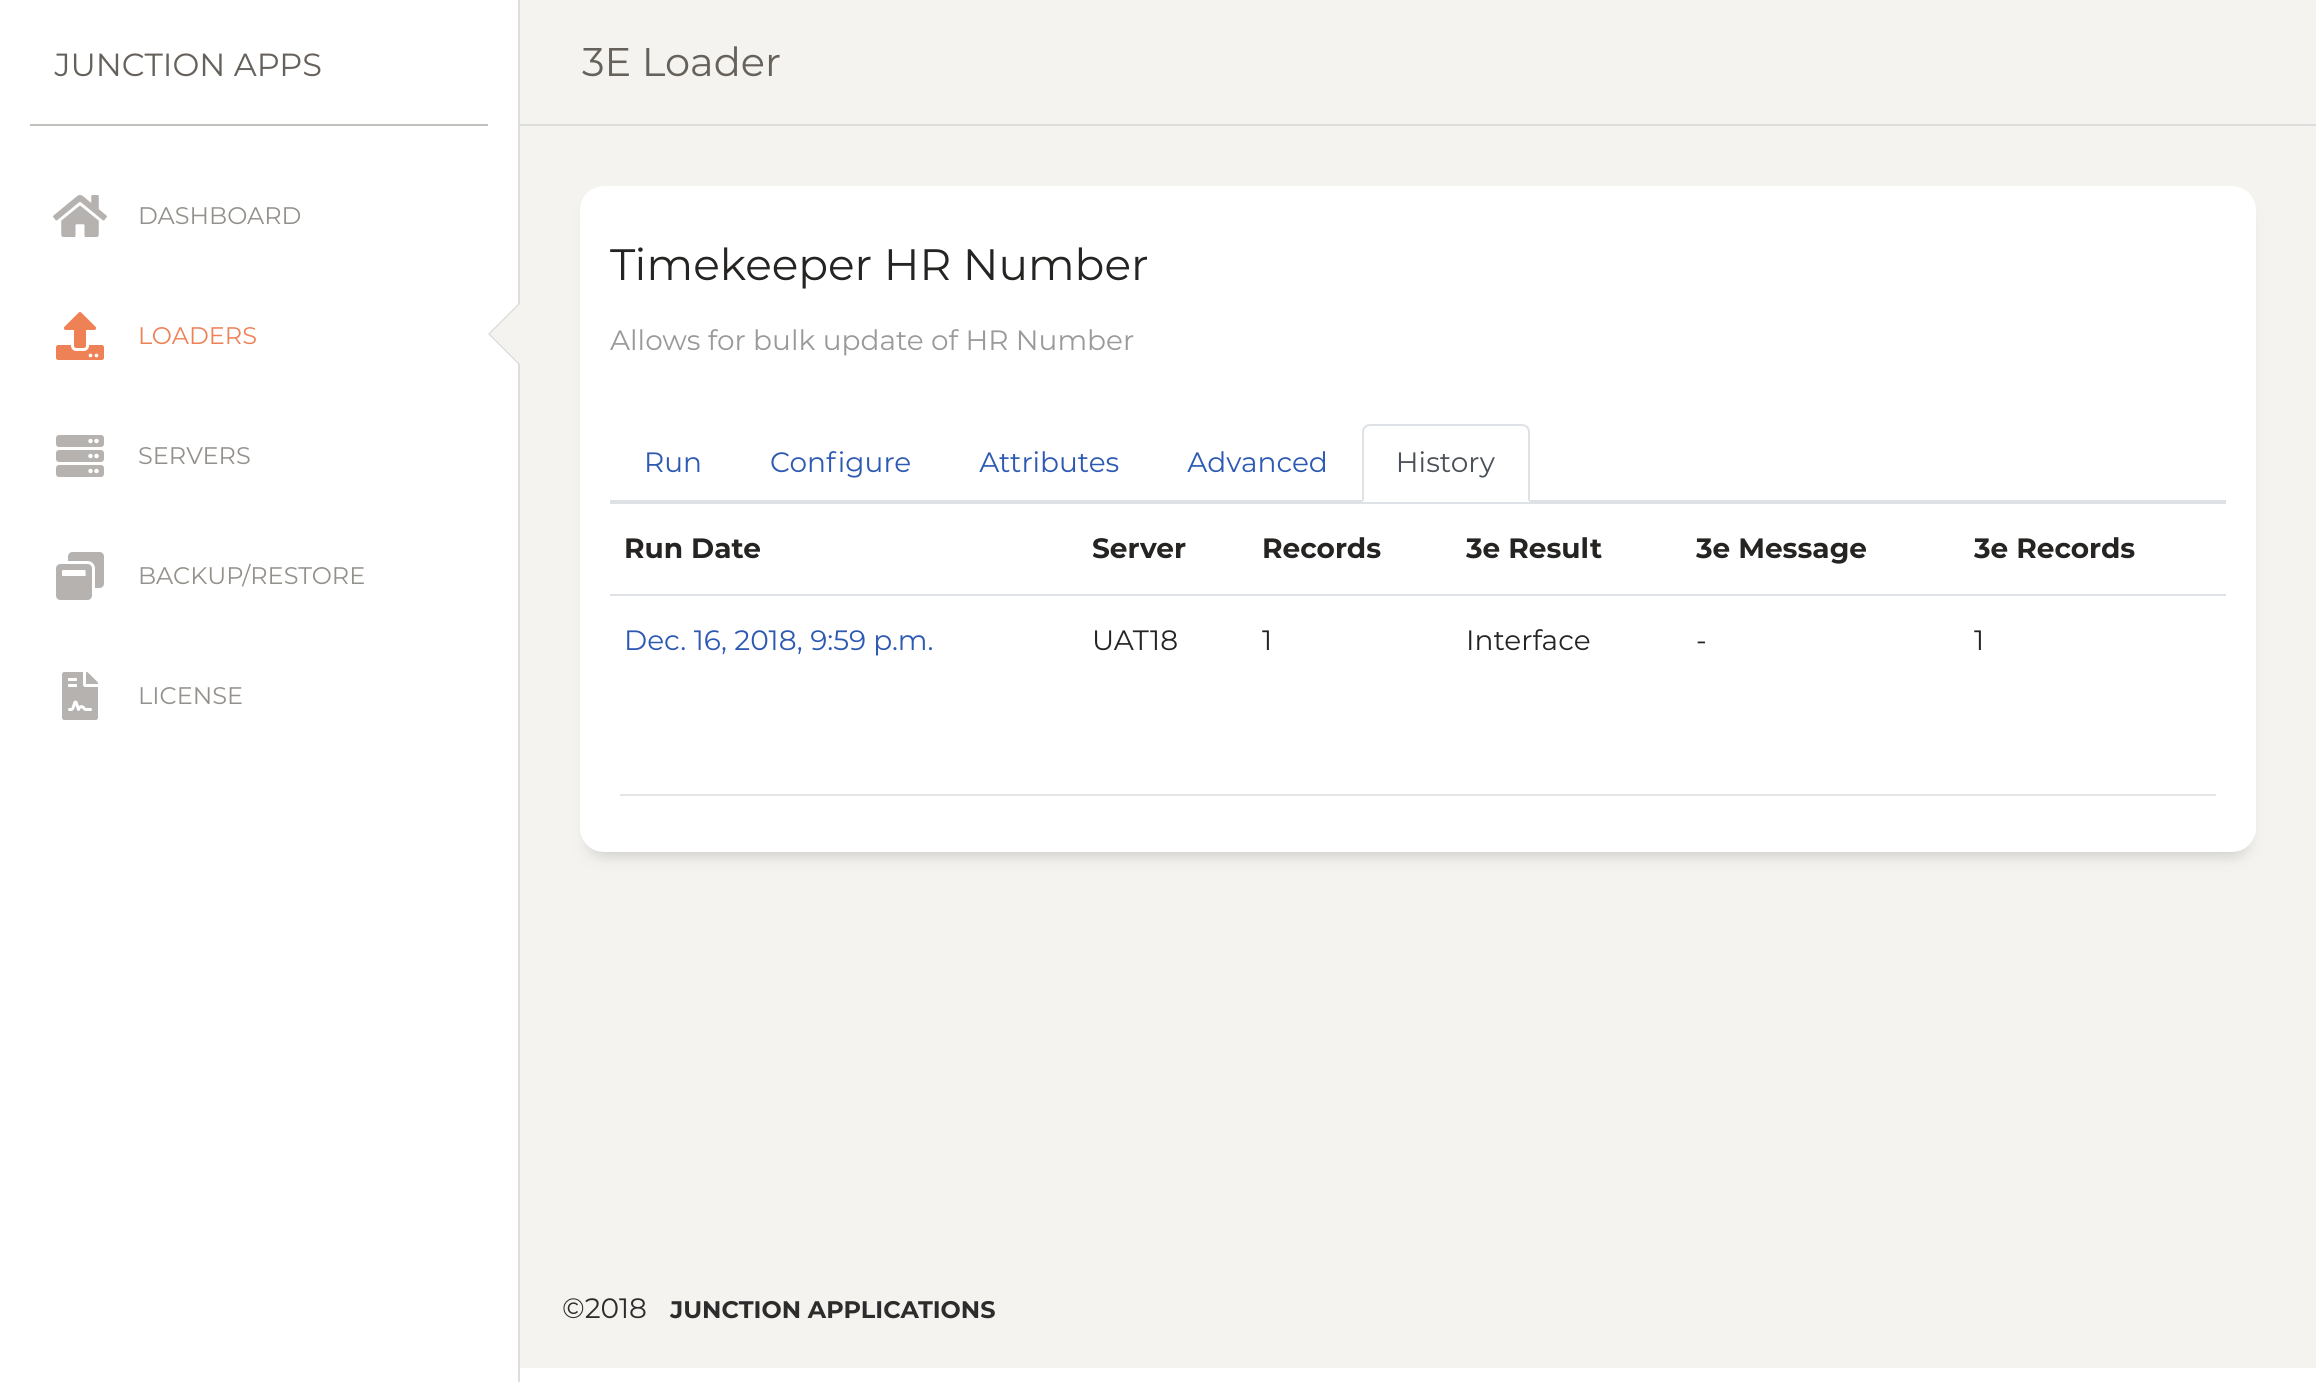 JUNCTION APPS
DASHBOARD
LOADERS
SERVERS
BACKUP/RESTORE
LICENSE
3E Loader
Timekeeper HR Number
Allows for bulk update of HR Number
Run Configure Attributes Advanced History
Run Date Server Records 3e Result 3e Message 3e Records
Dec. 16, 2018, 9:59 p.m. UAT18 1 Interface - 1
©2018 JUNCTION APPLICATIONS